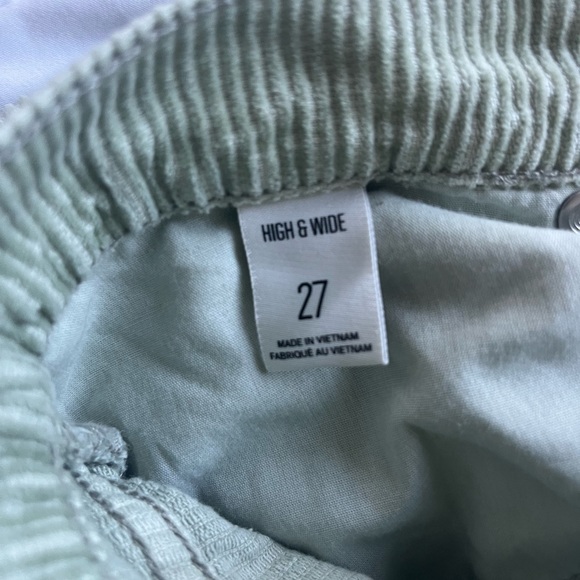 HIGH & WIDE
27
MADE IN VIETNAM
FABRIQUÉ AU VIETNAM